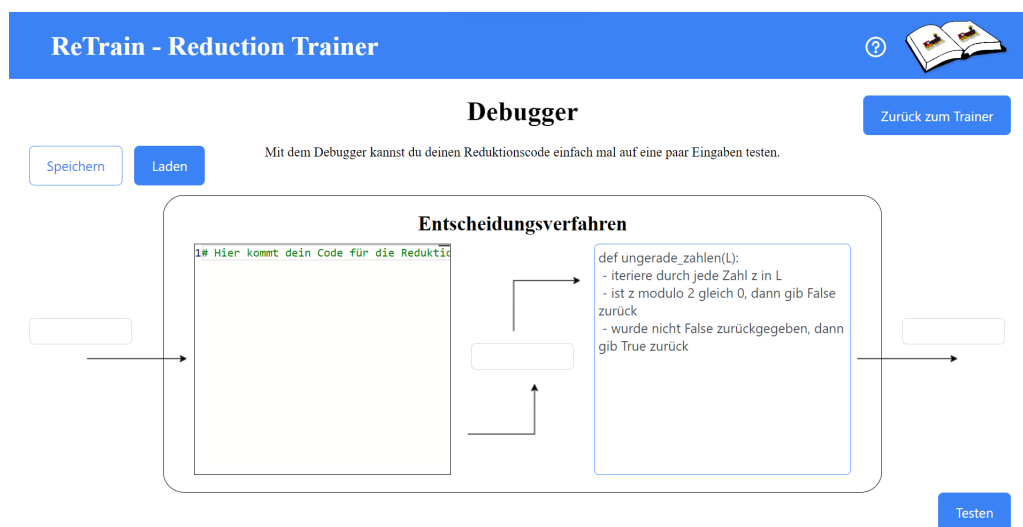 ReTrain - Reduction Trainer
Debugger
Zurück zum Trainer
Mit dem Debugger kannst du deinen Reduktionscode einfach mal auf eine paar Eingaben testen.
Speichern
Laden
Entscheidungsverfahren
1# Hier kommt dein Code für die Reduktio
def ungerade_zahlen(L):
- iteriere durch jede Zahl z in L
- ist z modulo 2 gleich 0, dann gib False
zurück
- wurde nicht False zurückgegeben, dann
gib True zurück
Testen